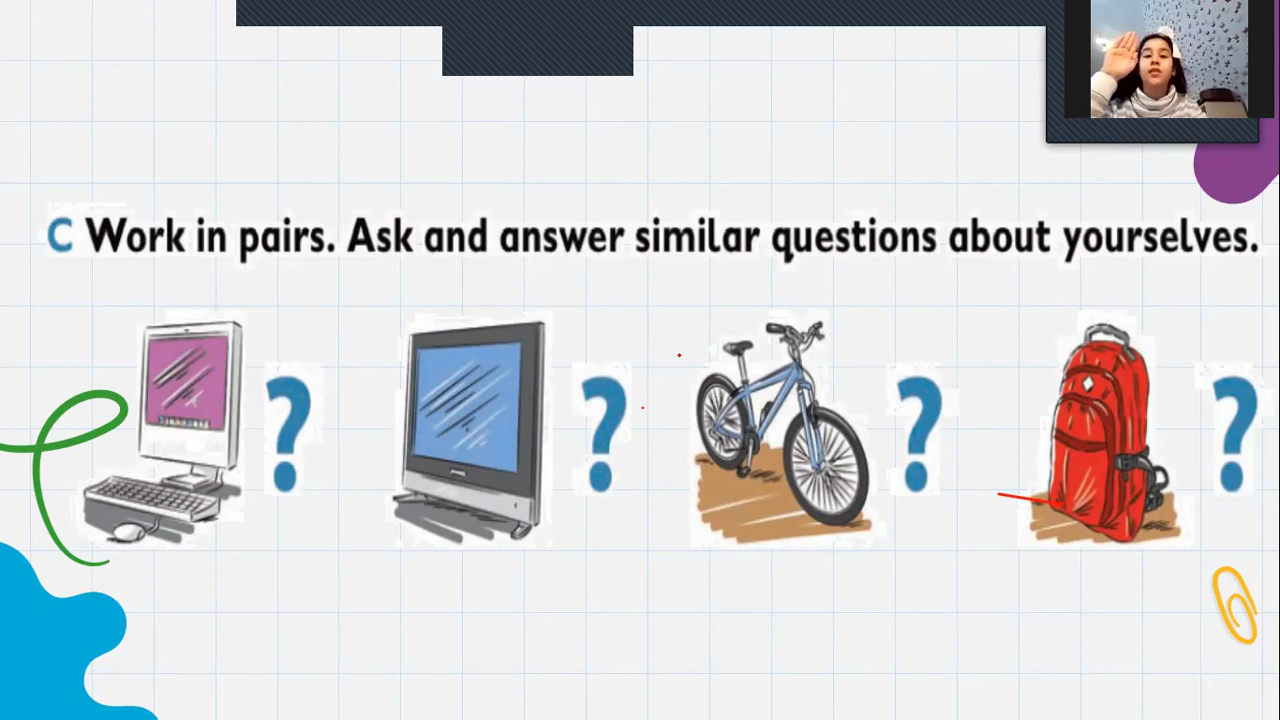 C Work in pairs. Ask and answer similar questions about yourselves.
? ? ? ?